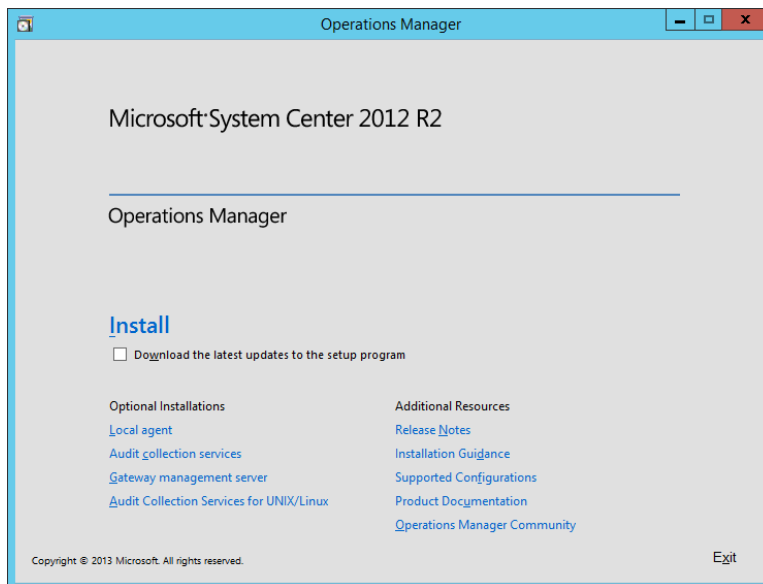 Operations Manager
Microsoft® System Center 2012 R2
Operations Manager
Install
Download the latest updates to the setup program
Optional Installations
Local agent
Audit collection services
Gateway management server
Audit Collection Services for UNIX/Linux
Additional Resources
Release Notes
Installation Guidance
Supported Configurations
Product Documentation
Operations Manager Community
Copyright © 2013 Microsoft. All rights reserved.
Exit